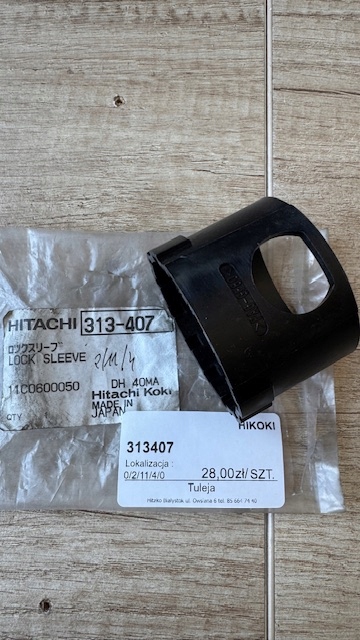 HITACHI 313-407
ロックスリーブ
LOCK SLEEVE
11C0600050
DH 40MA
Hitachi Koki
MADE IN
JAPAN
QTY
HIKOKI
313407
Lokalizacja :
0/2/11/4/0
28,00zł/ SZT.
Tuleja